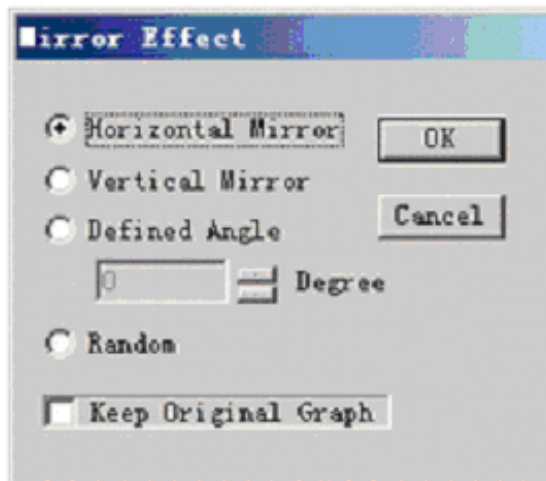 Mirror Effect
Horizontal Mirror
OK
Vertical Mirror
Cancel
Defined Angle
0 Degree
Random
Keep Original Graph